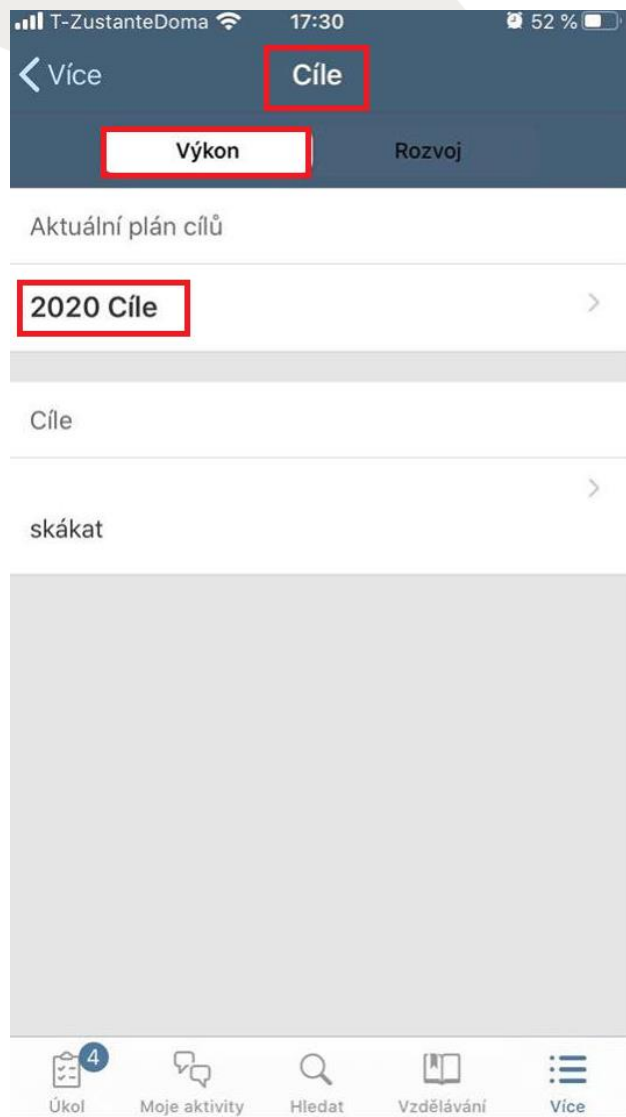 T-ZustanteDoma 17:30 52 %
Více Cíle
Výkon Rozvoj
Aktuální plán cílů
2020 Cíle
Cíle
skákat
4
Úkol Moje aktivity Hledat Vzdělávání Více